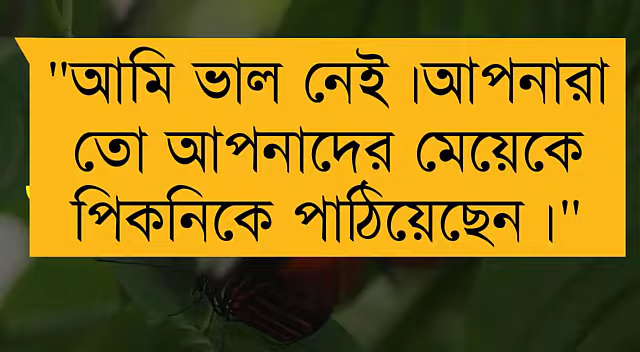 "আমি ভাল নেই ।আপনারা
তো আপনাদের মেয়েকে
পিকনিকে পাঠিয়েছেন ।"